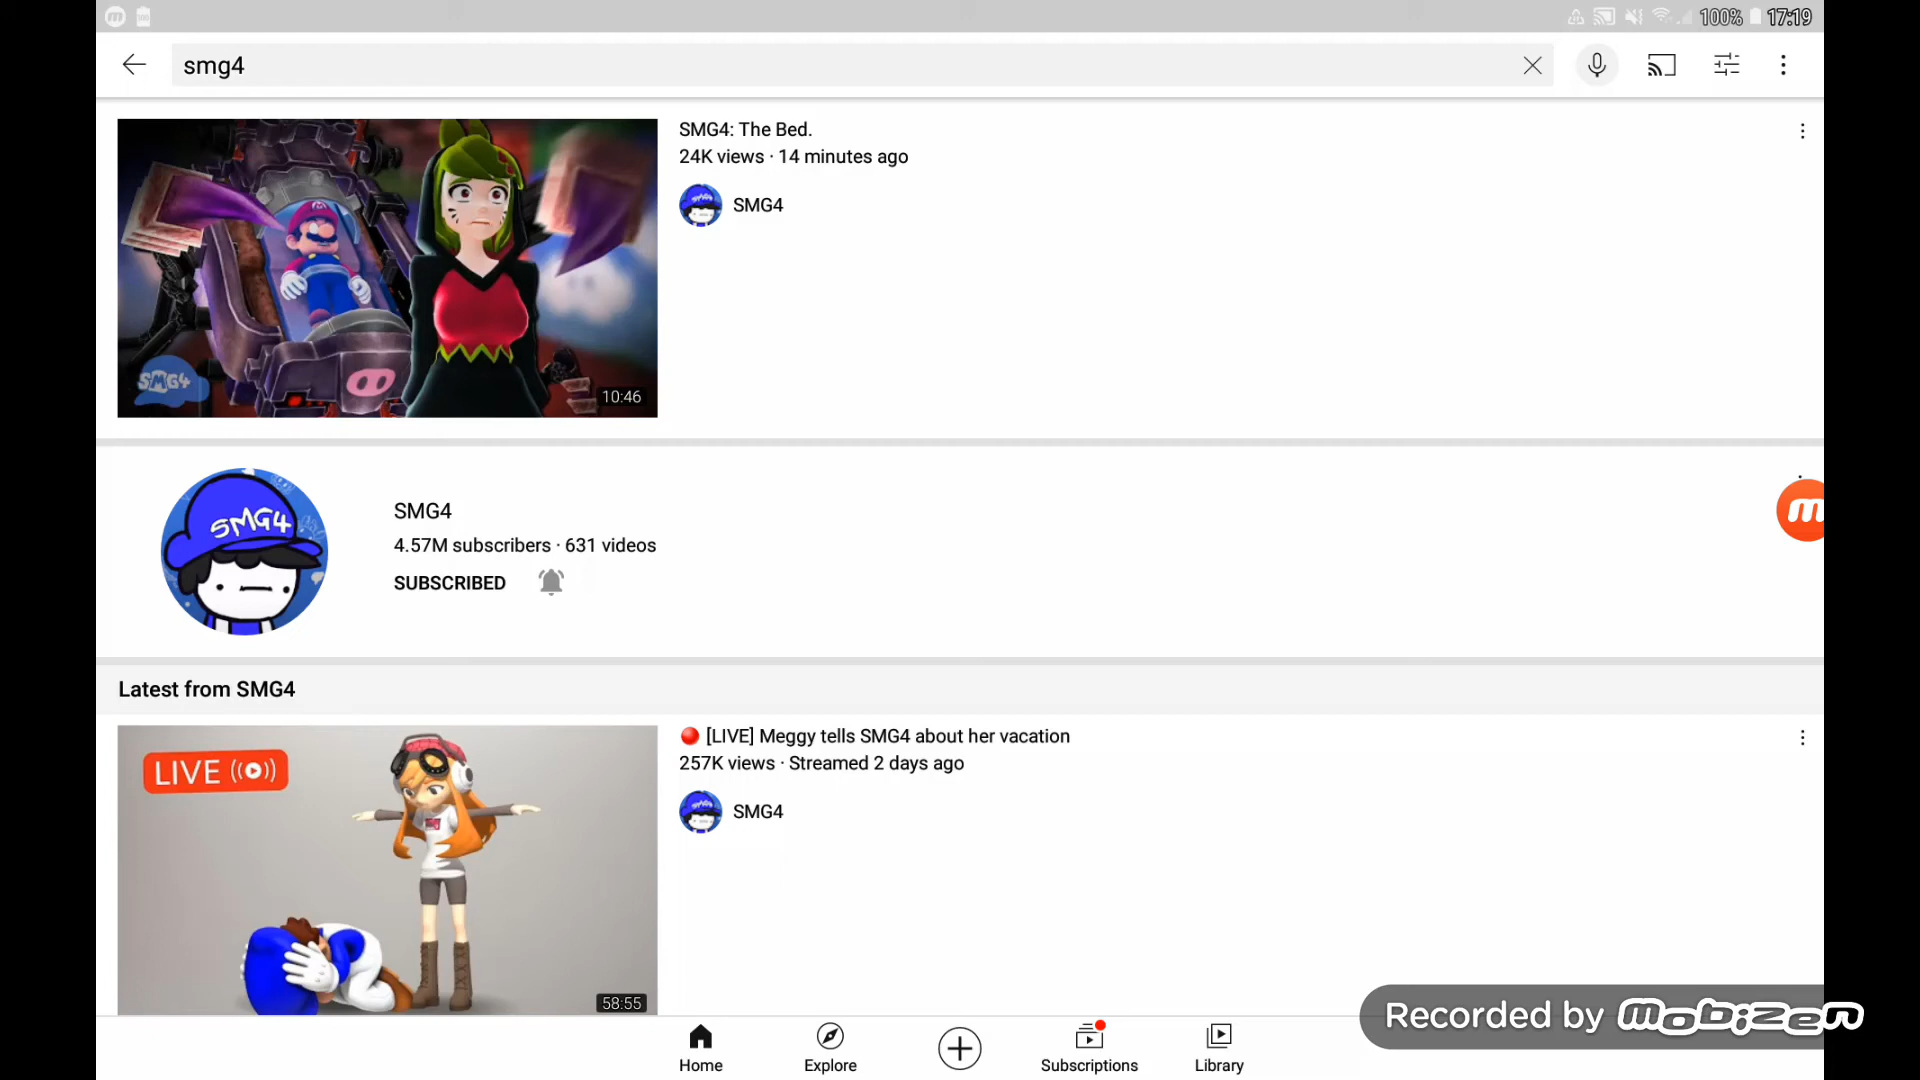 100% 17:19
smg4
SMG4: The Bed.
24K views · 14 minutes ago
SMG4
SMG4
10:46
SMG4
SMG4
4.57M subscribers · 631 videos
SUBSCRIBED
m
Latest from SMG4
🔴 [LIVE] Meggy tells SMG4 about her vacation
257K views · Streamed 2 days ago
SMG4
LIVE
58:55
Recorded by mobizen
Home Explore Subscriptions Library